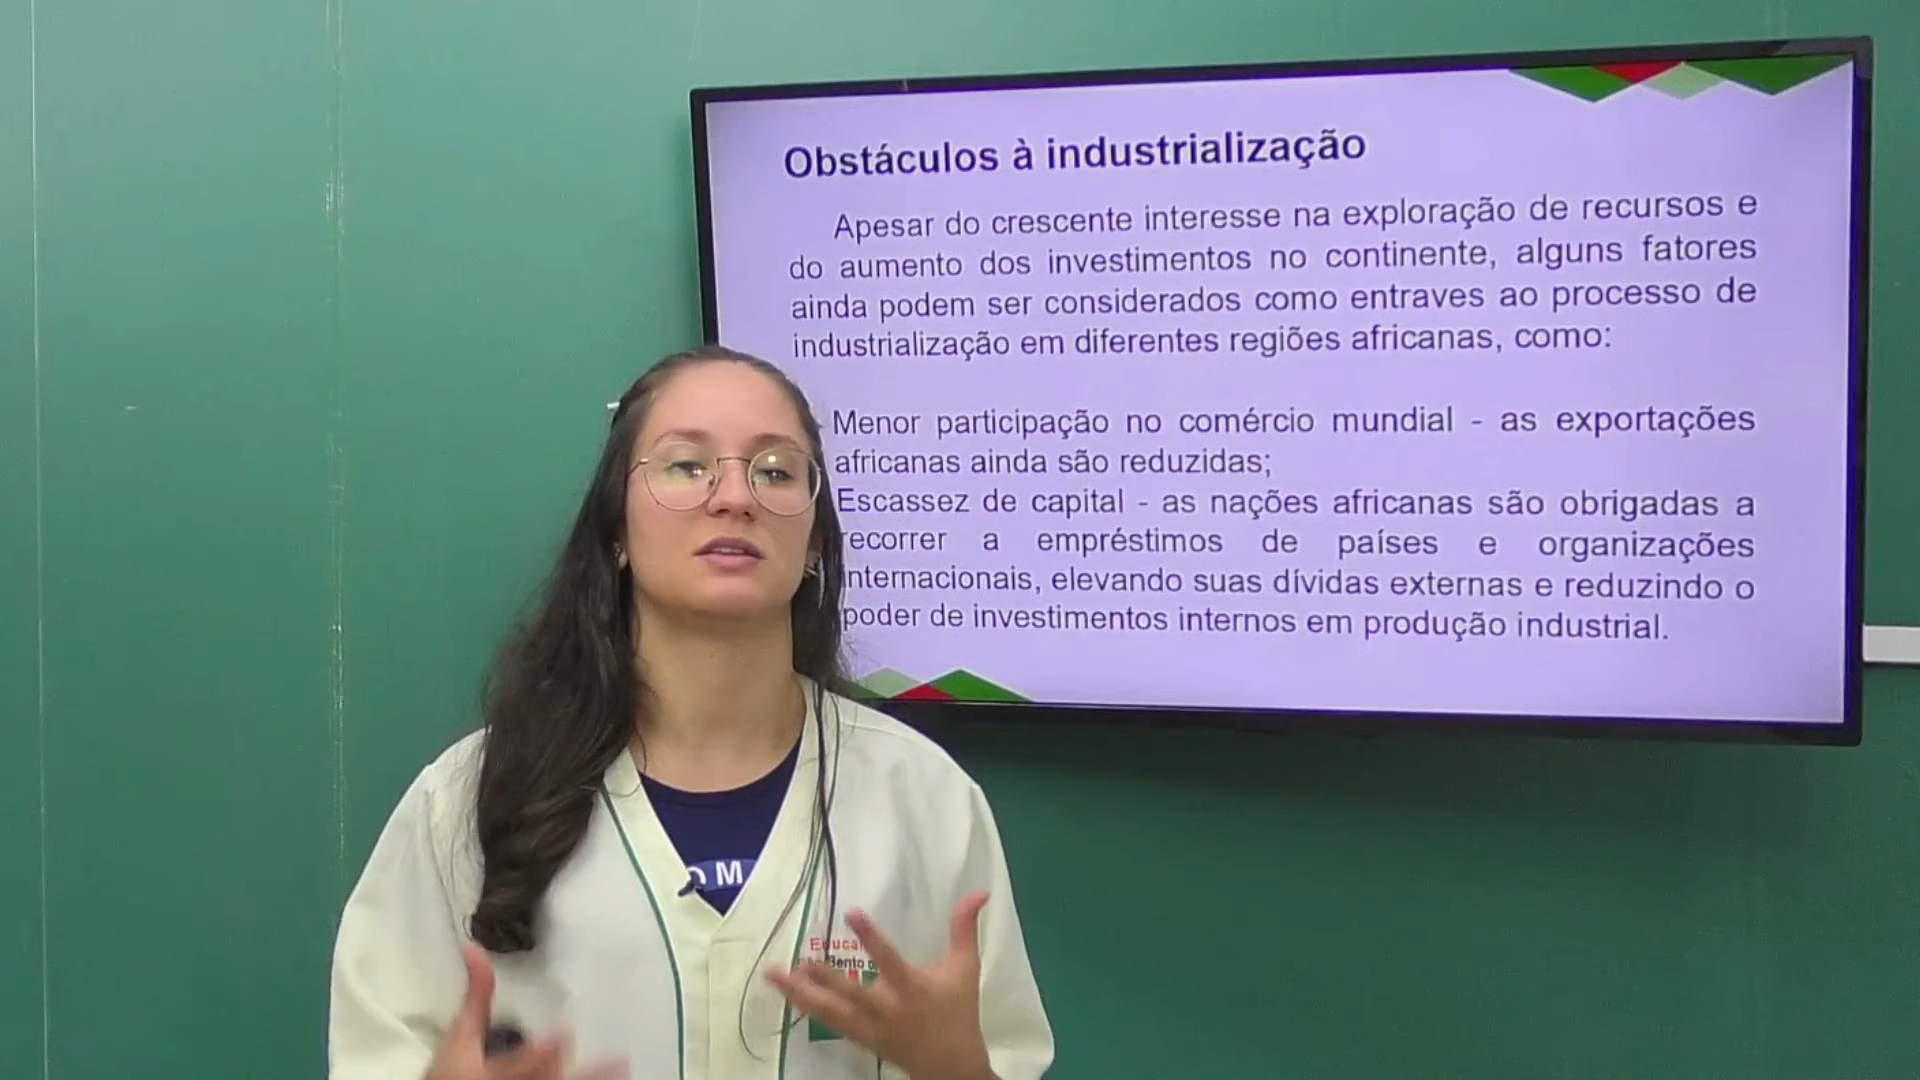 Obstáculos à industrialização
Apesar do crescente interesse na exploração de recursos e
do aumento dos investimentos no continente, alguns fatores
ainda podem ser considerados como entraves ao processo de
industrialização em diferentes regiões africanas, como:
Menor participação no comércio mundial - as exportações
africanas ainda são reduzidas;
Escassez de capital - as nações africanas são obrigadas a
recorrer a empréstimos de países e organizações
internacionais, elevando suas dívidas externas e reduzindo o
poder de investimentos internos em produção industrial.
M
Bento